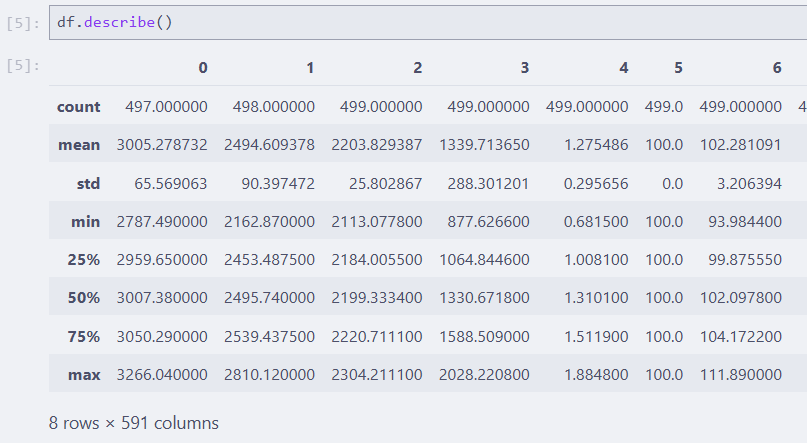 [5]: df.describe()
[5]:
0 1 2 3 4 5 6
count 497.000000 498.000000 499.000000 499.000000 499.000000 499.0 499.000000 4
mean 3005.278732 2494.609378 2203.829387 1339.713650 1.275486 100.0 102.281091
std 65.569063 90.397472 25.802867 288.301201 0.295656 0.0 3.206394
min 2787.490000 2162.870000 2113.077800 877.626600 0.681500 100.0 93.984400
25% 2959.650000 2453.487500 2184.005500 1064.844600 1.008100 100.0 99.875550
50% 3007.380000 2495.740000 2199.333400 1330.671800 1.310100 100.0 102.097800
75% 3050.290000 2539.437500 2220.711100 1588.509000 1.511900 100.0 104.172200
max 3266.040000 2810.120000 2304.211100 2028.220800 1.884800 100.0 111.890000
8 rows × 591 columns